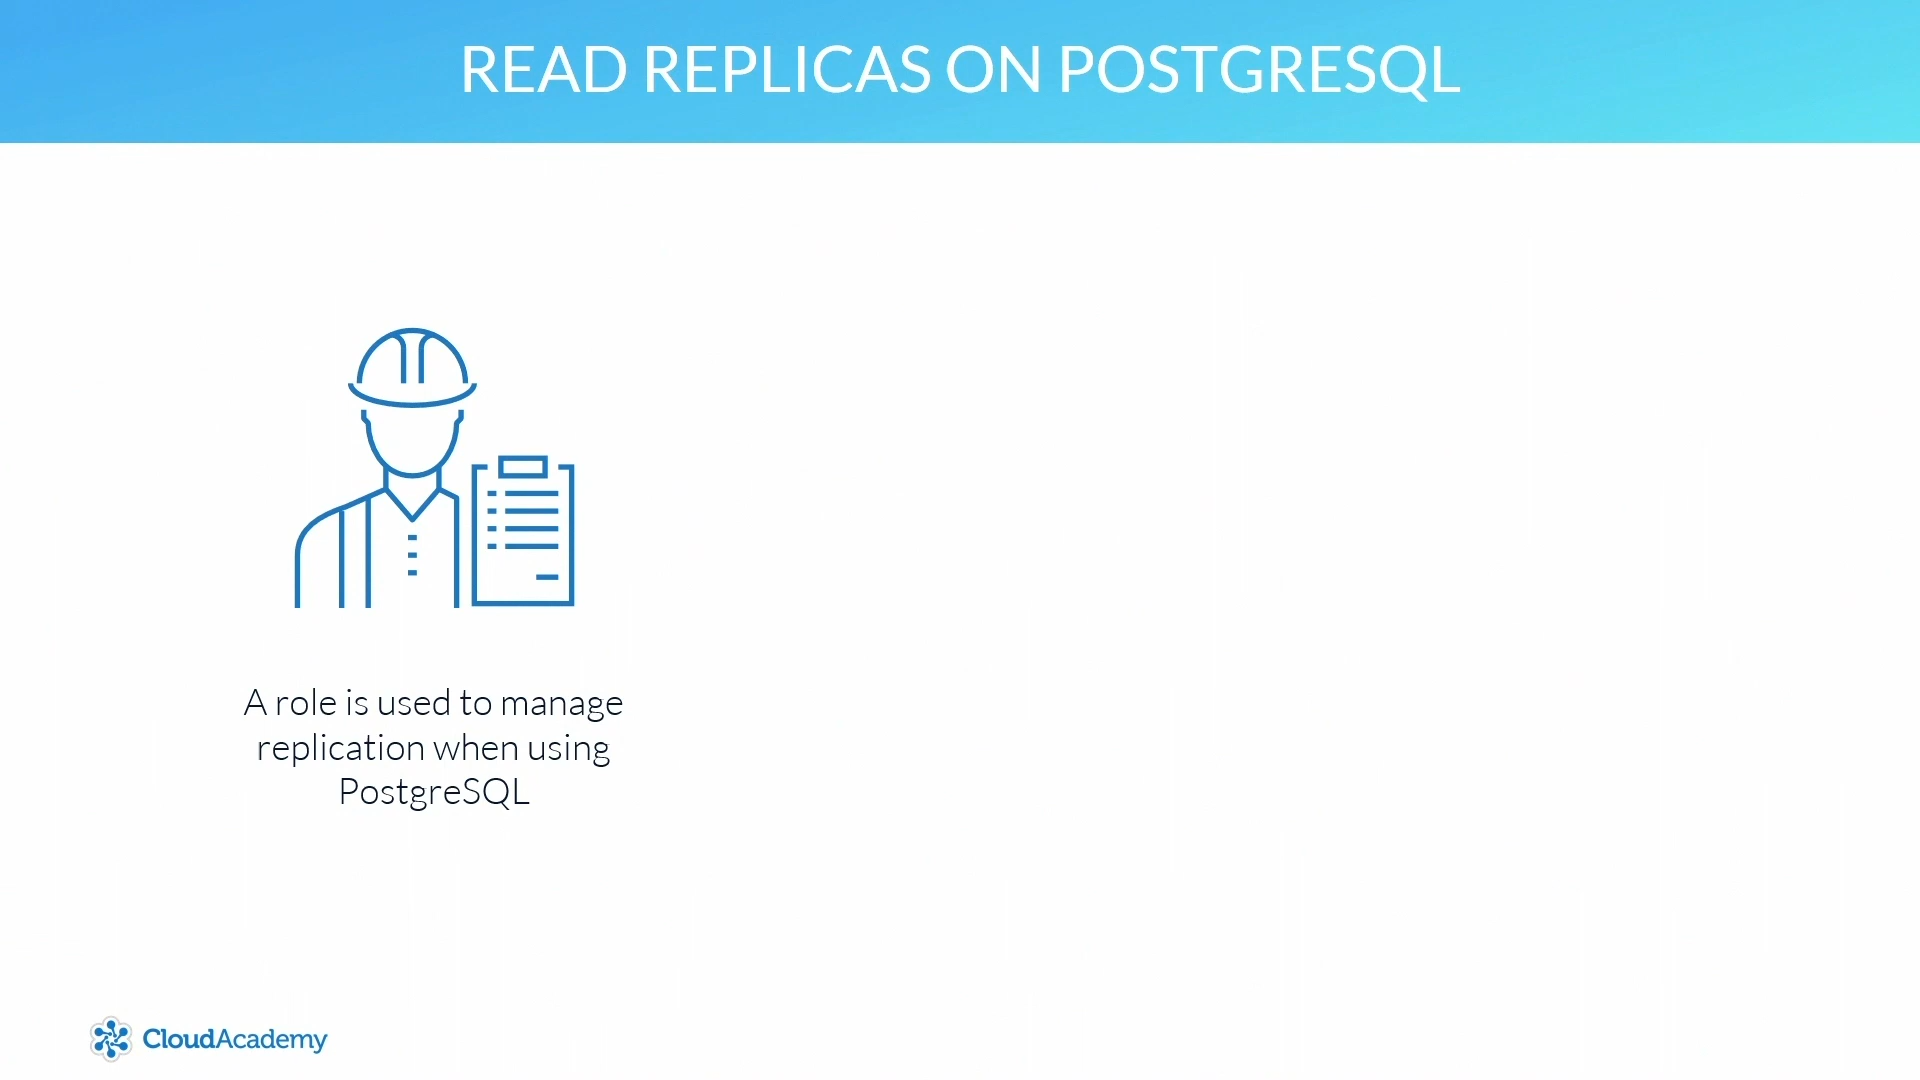 READ REPLICAS ON POSTGRESQL
A role is used to manage
replication when using
PostgreSQL
CloudAcademy